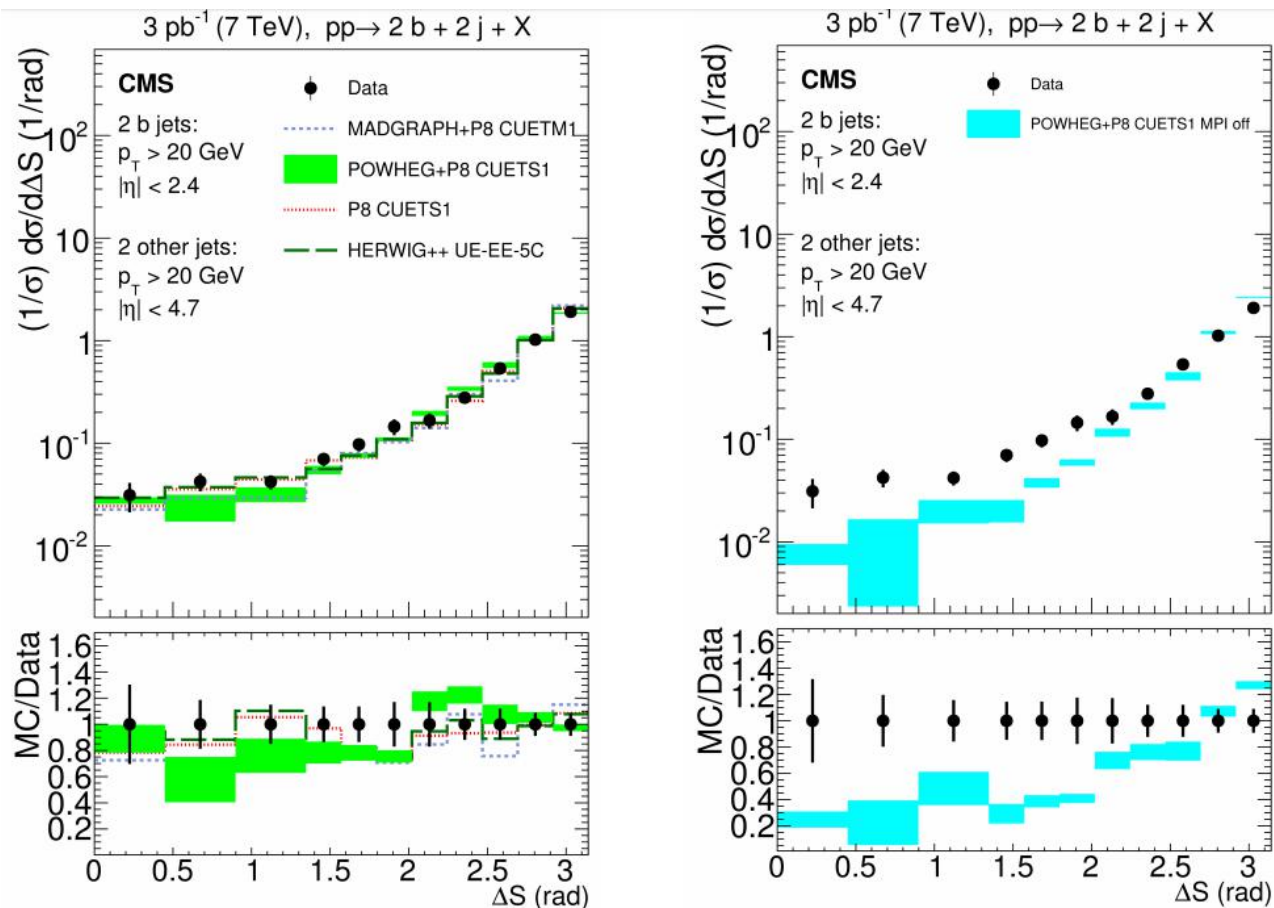 3 pb⁻¹ (7 TeV), pp→ 2 b + 2 j + X
CMS
2 b jets:
p_T > 20 GeV
|η| < 2.4
2 other jets:
p_T > 20 GeV
|η| < 4.7
Data
MADGRAPH+P8 CUETM1
POWHEG+P8 CUETS1
P8 CUETS1
HERWIG++ UE-EE-5C
(1/σ) dσ/dΔS (1/rad)
10²
10
1
10⁻¹
10⁻²
MC/Data
1.6
1.4
1.2
1
0.8
0.6
0.4
0.2
0 0.5 1 1.5 2 2.5 3
ΔS (rad)
3 pb⁻¹ (7 TeV), pp→ 2 b + 2 j + X
CMS
2 b jets:
p_T > 20 GeV
|η| < 2.4
2 other jets:
p_T > 20 GeV
|η| < 4.7
Data
POWHEG+P8 CUETS1 MPI off
(1/σ) dσ/dΔS (1/rad)
10²
10
1
10⁻¹
10⁻²
MC/Data
1.6
1.4
1.2
1
0.8
0.6
0.4
0.2
0 0.5 1 1.5 2 2.5 3
ΔS (rad)